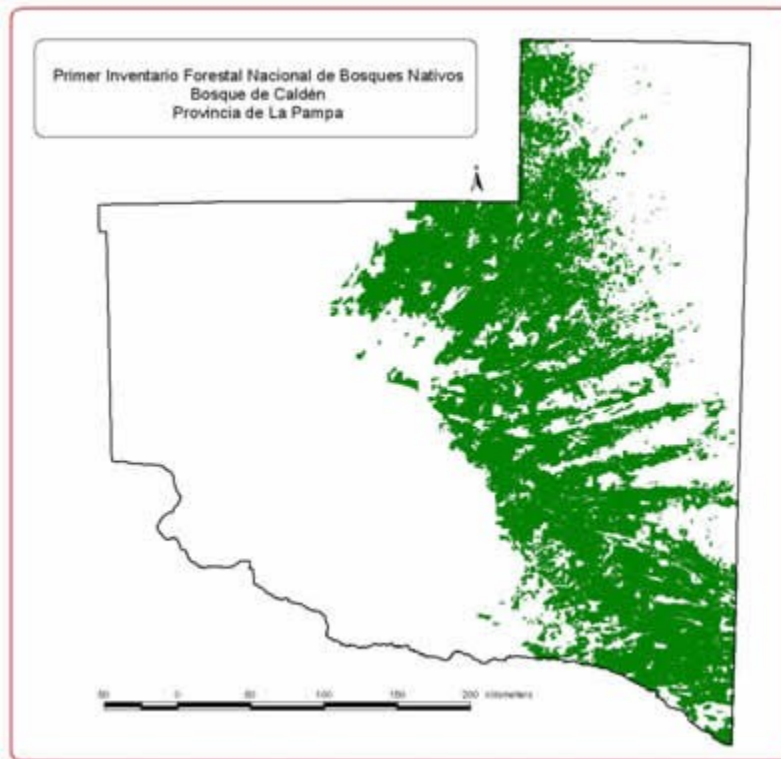 Primer Inventario Forestal Nacional de Bosques Nativos
Bosque de Caldén
Provincia de La Pampa
50 0 50 100 150 200 kilometers